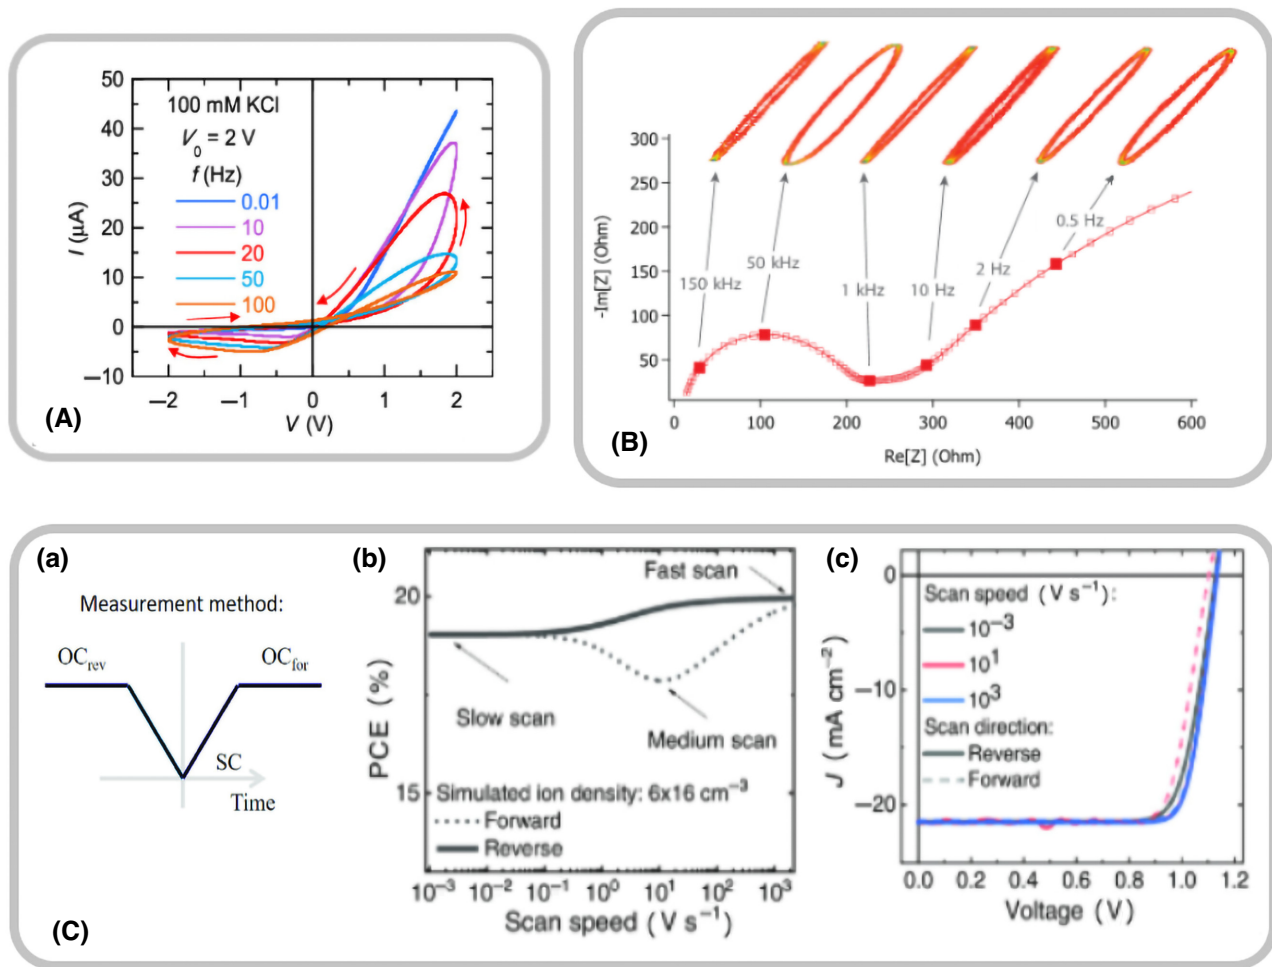 50
40
30
20
10
0
−10
−2
−1
0
1
2
I (μA)
V (V)
100 mM KCl
V0 = 2 V
f (Hz)
0.01
10
20
50
100
(A)
300
250
200
150
100
50
0
100
200
300
400
500
600
-Im[Z] (Ohm)
Re[Z] (Ohm)
150 kHz
50 kHz
1 kHz
10 Hz
2 Hz
0.5 Hz
(B)
(a)
Measurement method:
OCrev
OCfor
SC
Time
(C)
(b)
20
15
PCE (%)
Fast scan
Slow scan
Medium scan
Simulated ion density: 6x16 cm⁻³
Forward
Reverse
10⁻³ 10⁻² 10⁻¹ 10⁰ 10¹ 10² 10³
Scan speed (V s⁻¹)
(c)
0
−10
−20
J (mA cm⁻²)
Scan speed (V s⁻¹):
10⁻³
10¹
10³
Scan direction:
Reverse
Forward
0.0 0.2 0.4 0.6 0.8 1.0 1.2
Voltage (V)